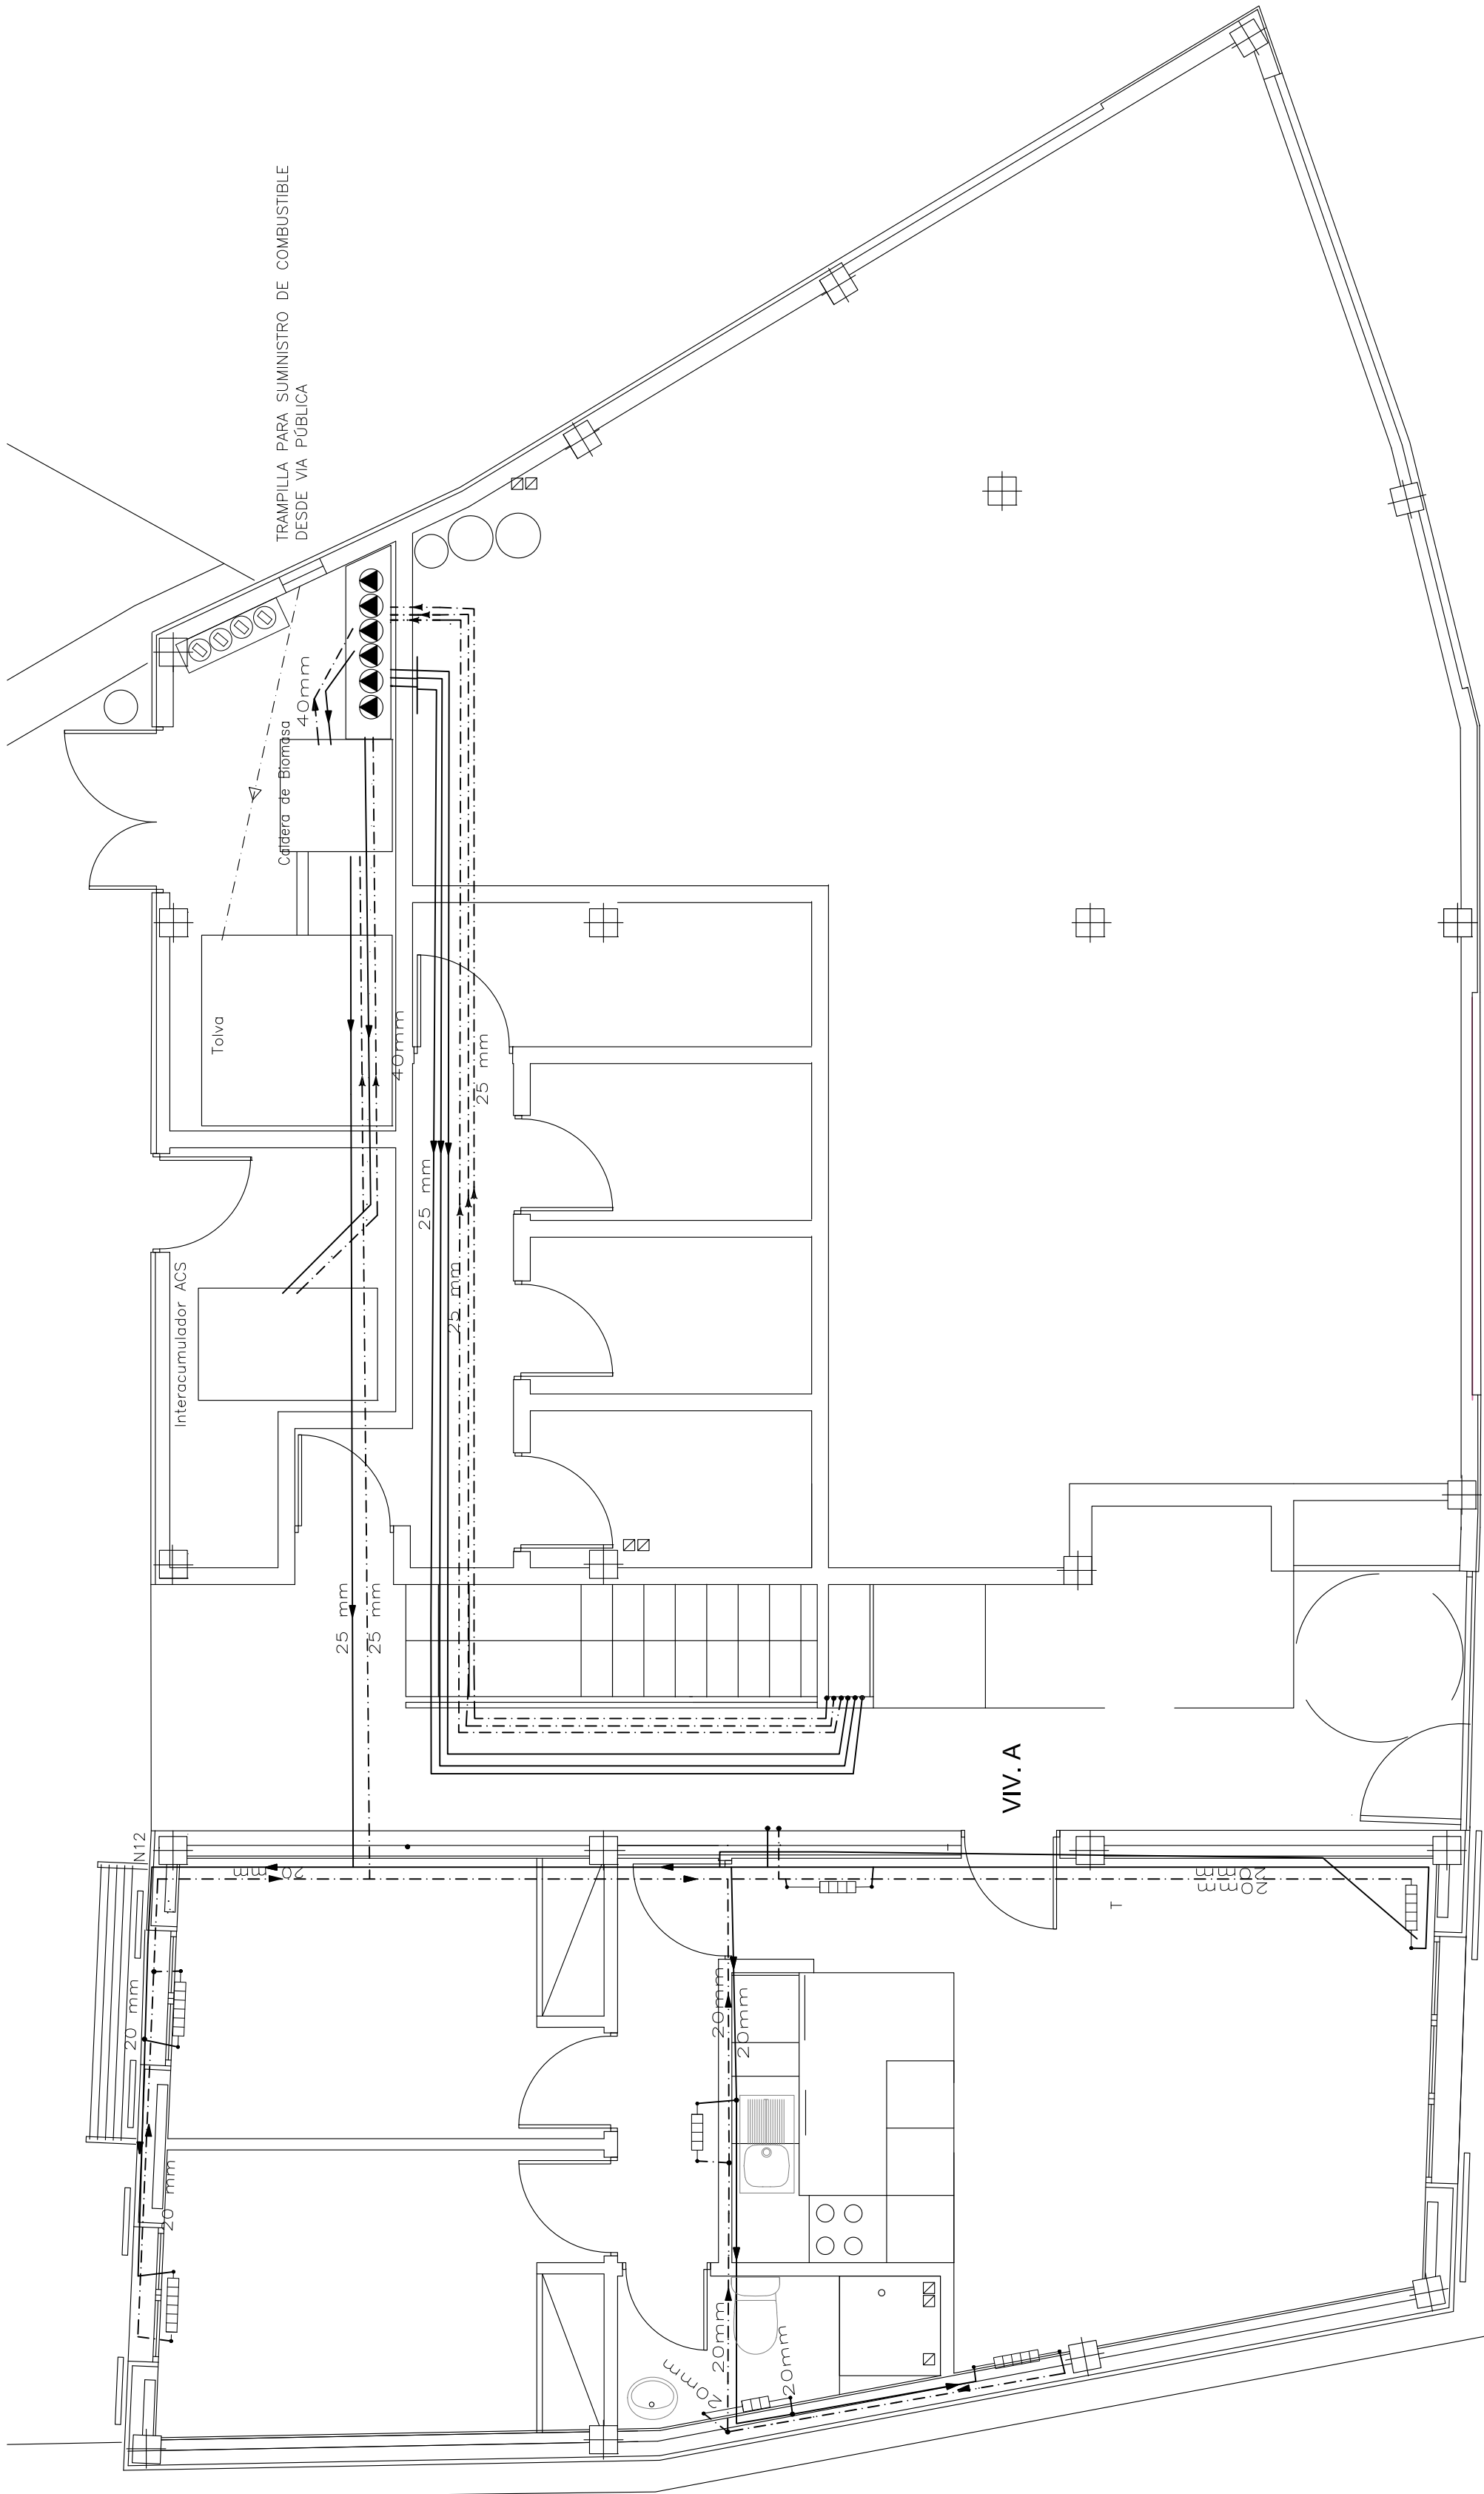 TRAMPILLA PARA SUMINISTRO DE COMBUSTIBLE
DESDE VIA PÚBLICA
40mm
Caldera de Biomasa
Tolva
40mm
25 mm
25 mm
25 mm
Interacumulador ACS
25 mm
25 mm
VIV. A
N12
20 mm
20mm
20mm
T
20 mm
20mm
20mm
20 mm
20mm
20mm
20mm